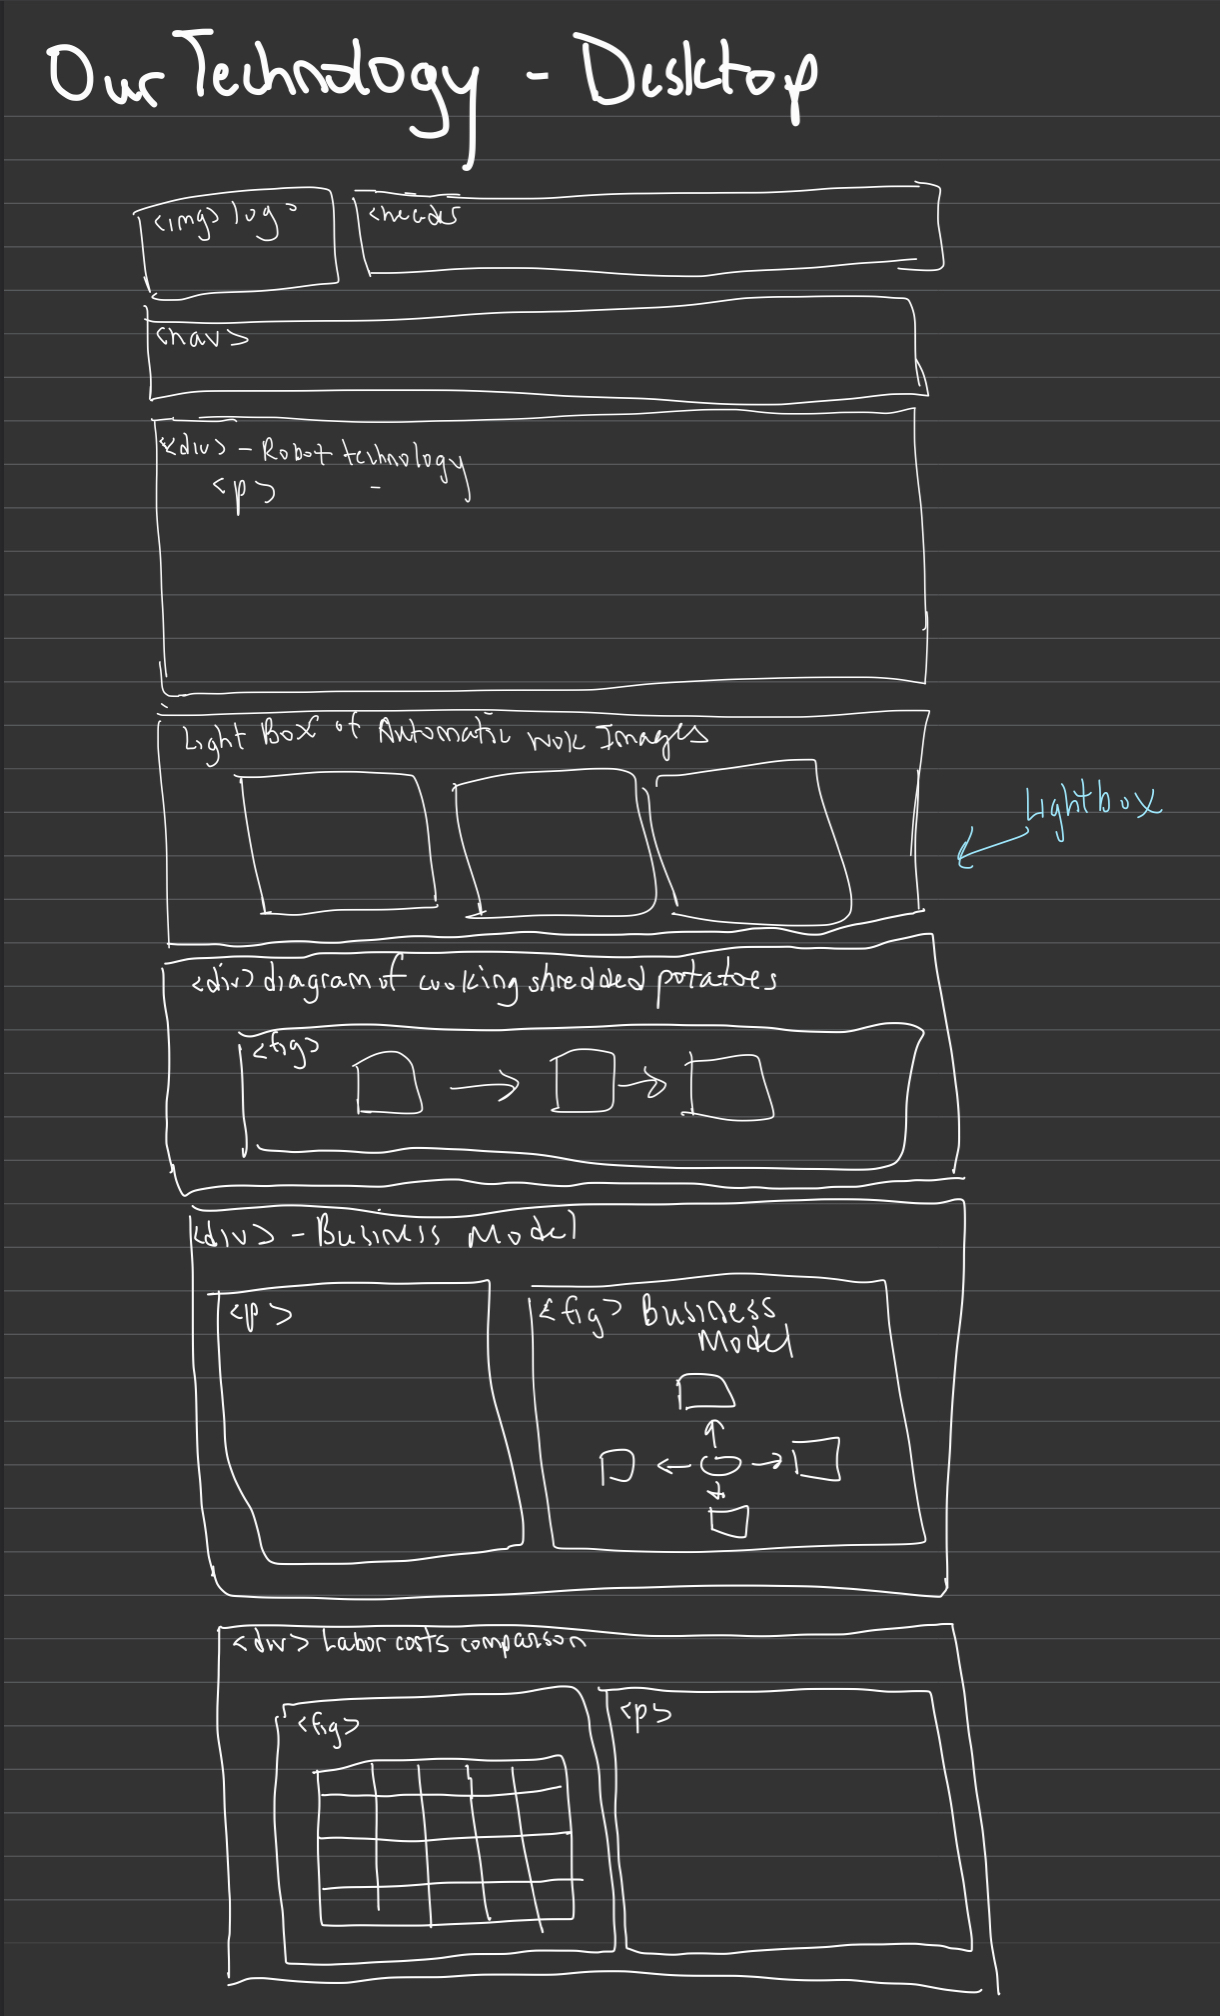 Our Technology - Desktop
<img> logo
<header
<nav>
<div> - Robot technology
<p> -
Light Box of Automatic wok Images
Lightbox
<div> diagram of cooking shredded potatoes
<fig>
<div> - Business Model
<p>
<fig> Business
Model
<div> Labor costs comparison
<fig>
<p>